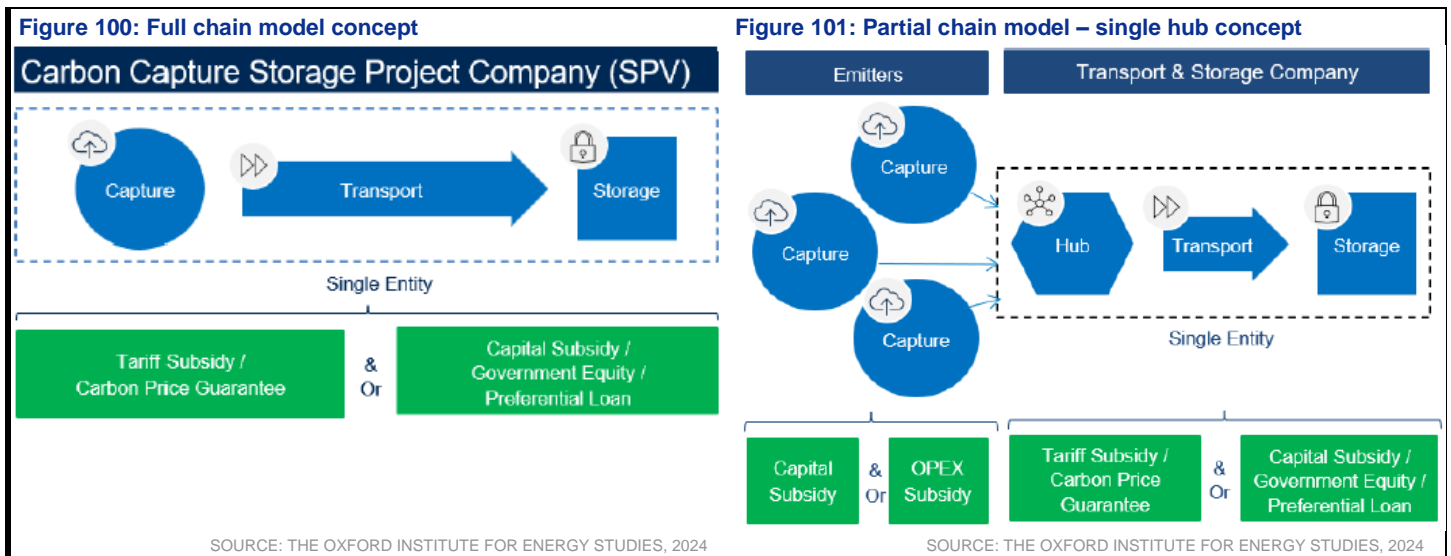 Figure 100: Full chain model concept
Carbon Capture Storage Project Company (SPV)
Capture
Transport
Storage
Single Entity
Tariff Subsidy /
Carbon Price Guarantee
&
Or
Capital Subsidy /
Government Equity /
Preferential Loan
SOURCE: THE OXFORD INSTITUTE FOR ENERGY STUDIES, 2024
Figure 101: Partial chain model – single hub concept
Emitters
Transport & Storage Company
Capture
Capture
Capture
Hub
Transport
Storage
Single Entity
Capital
Subsidy
&
Or
OPEX
Subsidy
Tariff Subsidy /
Carbon Price
Guarantee
&
Or
Capital Subsidy /
Government Equity /
Preferential Loan
SOURCE: THE OXFORD INSTITUTE FOR ENERGY STUDIES, 2024